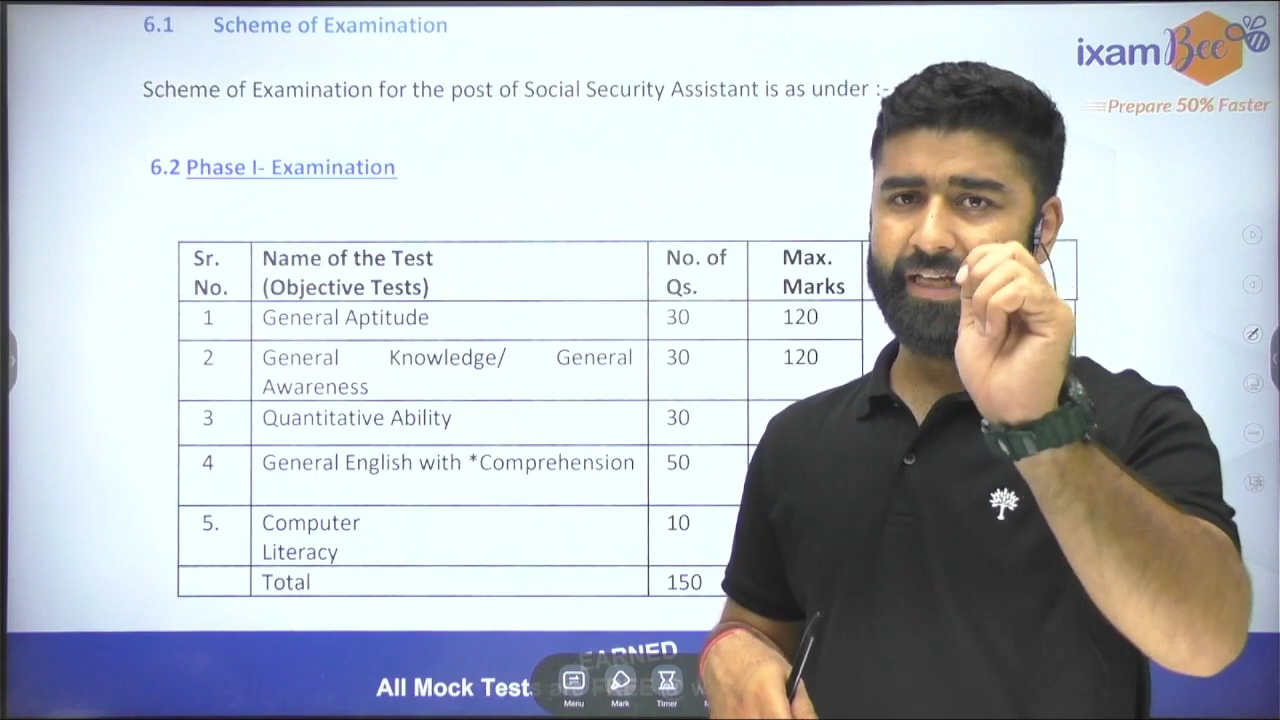 6.1 Scheme of Examination
ixamBee
Prepare 50% Faster
Scheme of Examination for the post of Social Security Assistant is as under :-
6.2 Phase I- Examination
Sr. No. Name of the Test (Objective Tests) No. of Qs. Max. Marks
1 General Aptitude 30 120
2 General Knowledge/ General Awareness 30 120
3 Quantitative Ability 30
4 General English with *Comprehension 50
5. Computer Literacy 10
Total 150
EARNED
All Mock Test
Menu Mark Timer